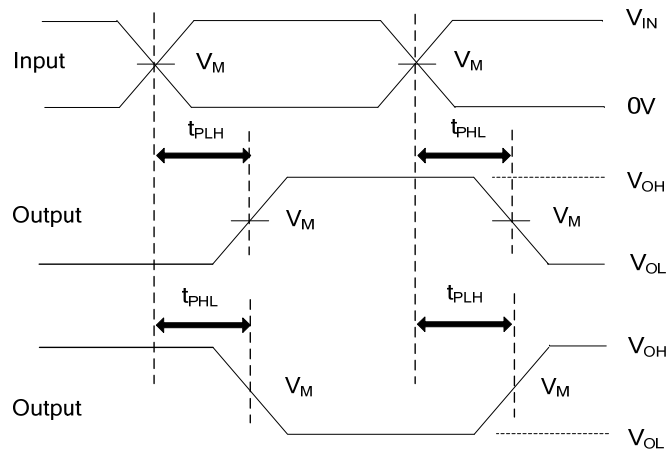 V_IN
Input V_M V_M
0V
t_PLH t_PHL
V_OH
Output V_M V_M
V_OL
t_PHL t_PLH
V_OH
V_M V_M
Output
V_OL